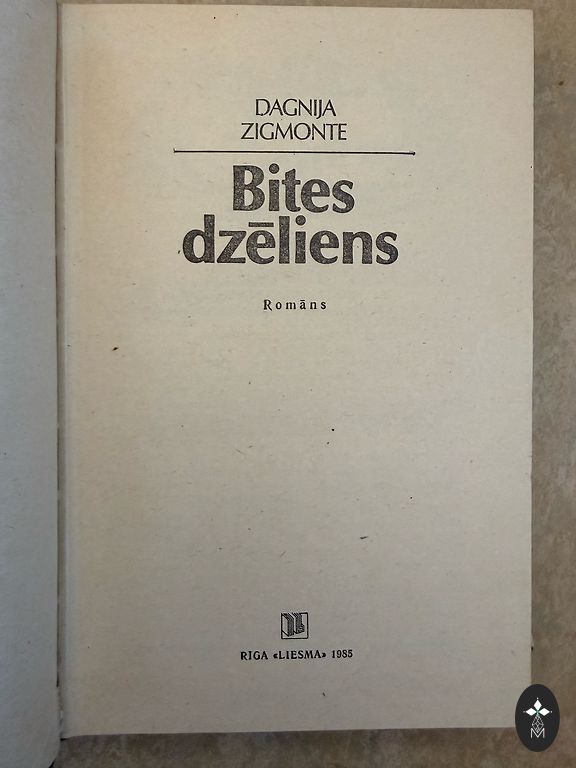 DAGNIJA
ZIGMONTE
Bites
dzēliens
Romāns
RIGA «LIESMA» 1985